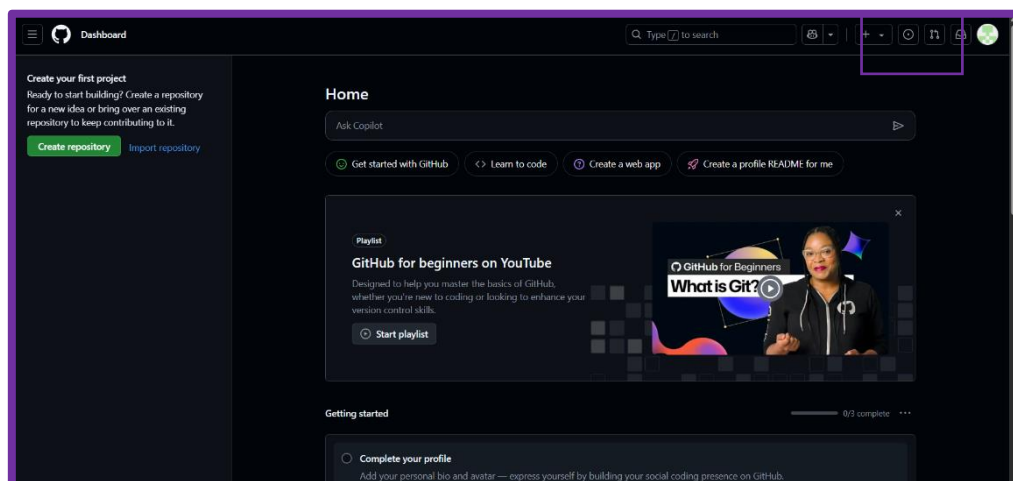 Dashboard
Type / to search
Create your first project
Ready to start building? Create a repository
for a new idea or bring over an existing
repository to keep contributing to it.
Create repository
Import repository
Home
Ask Copilot
Get started with GitHub
Learn to code
Create a web app
Create a profile README for me
Playlist
GitHub for beginners on YouTube
Designed to help you master the basics of GitHub,
whether you're new to coding or looking to enhance your
version control skills.
Start playlist
GitHub for Beginners
What is Git?
Getting started
0/3 complete
Complete your profile
Add your personal bio and avatar — express yourself by building your social coding presence on GitHub.